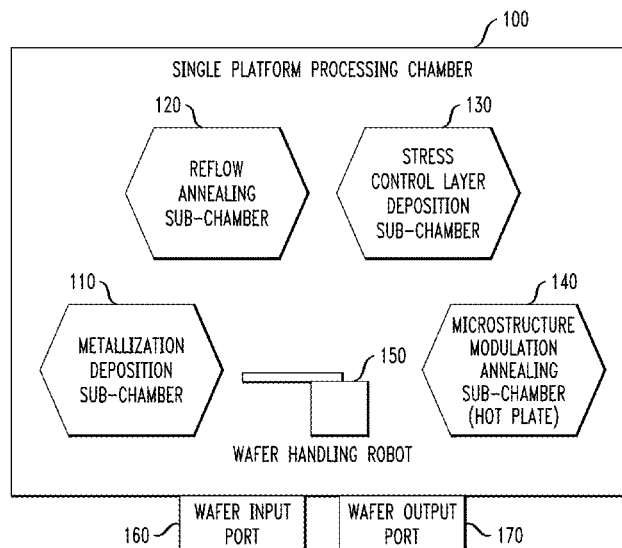 100
SINGLE PLATFORM PROCESSING CHAMBER
120
130
REFLOW
ANNEALING
SUB-CHAMBER
STRESS
CONTROL LAYER
DEPOSITION
SUB-CHAMBER
110
140
METALLIZATION
DEPOSITION
SUB-CHAMBER
150
MICROSTRUCTURE
MODULATION
ANNEALING
SUB-CHAMBER
(HOT PLATE)
WAFER HANDLING ROBOT
160
WAFER INPUT
PORT
WAFER OUTPUT
PORT
170